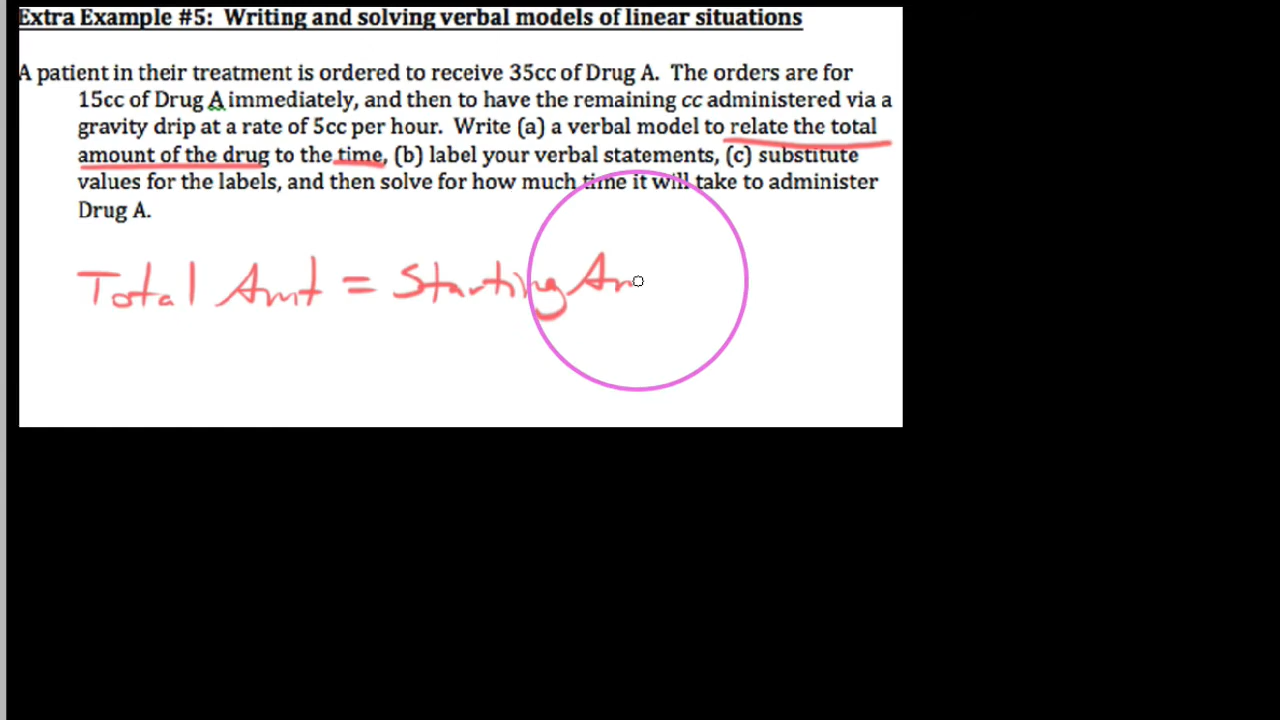 Extra Example #5: Writing and solving verbal models of linear situations
A patient in their treatment is ordered to receive 35cc of Drug A. The orders are for
15cc of Drug A immediately, and then to have the remaining cc administered via a
gravity drip at a rate of 5cc per hour. Write (a) a verbal model to relate the total
amount of the drug to the time, (b) label your verbal statements, (c) substitute
values for the labels, and then solve for how much time it will take to administer
Drug A.
Total Amt = Starting Am